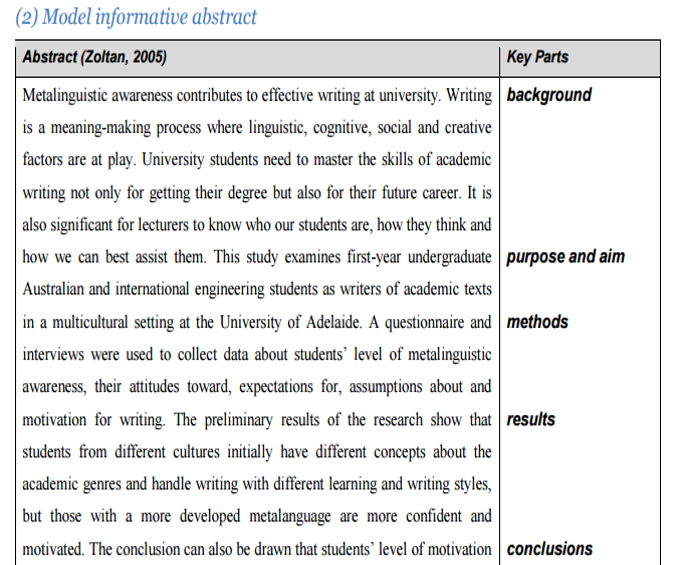 (2) Model informative abstract
Abstract (Zoltan, 2005) Key Parts
Metalinguistic awareness contributes to effective writing at university. Writing background
is a meaning-making process where linguistic, cognitive, social and creative
factors are at play. University students need to master the skills of academic
writing not only for getting their degree but also for their future career. It is
also significant for lecturers to know who our students are, how they think and
how we can best assist them. This study examines first-year undergraduate purpose and aim
Australian and international engineering students as writers of academic texts
in a multicultural setting at the University of Adelaide. A questionnaire and methods
interviews were used to collect data about students’ level of metalinguistic
awareness, their attitudes toward, expectations for, assumptions about and
motivation for writing. The preliminary results of the research show that results
students from different cultures initially have different concepts about the
academic genres and handle writing with different learning and writing styles,
but those with a more developed metalanguage are more confident and
motivated. The conclusion can also be drawn that students’ level of motivation conclusions